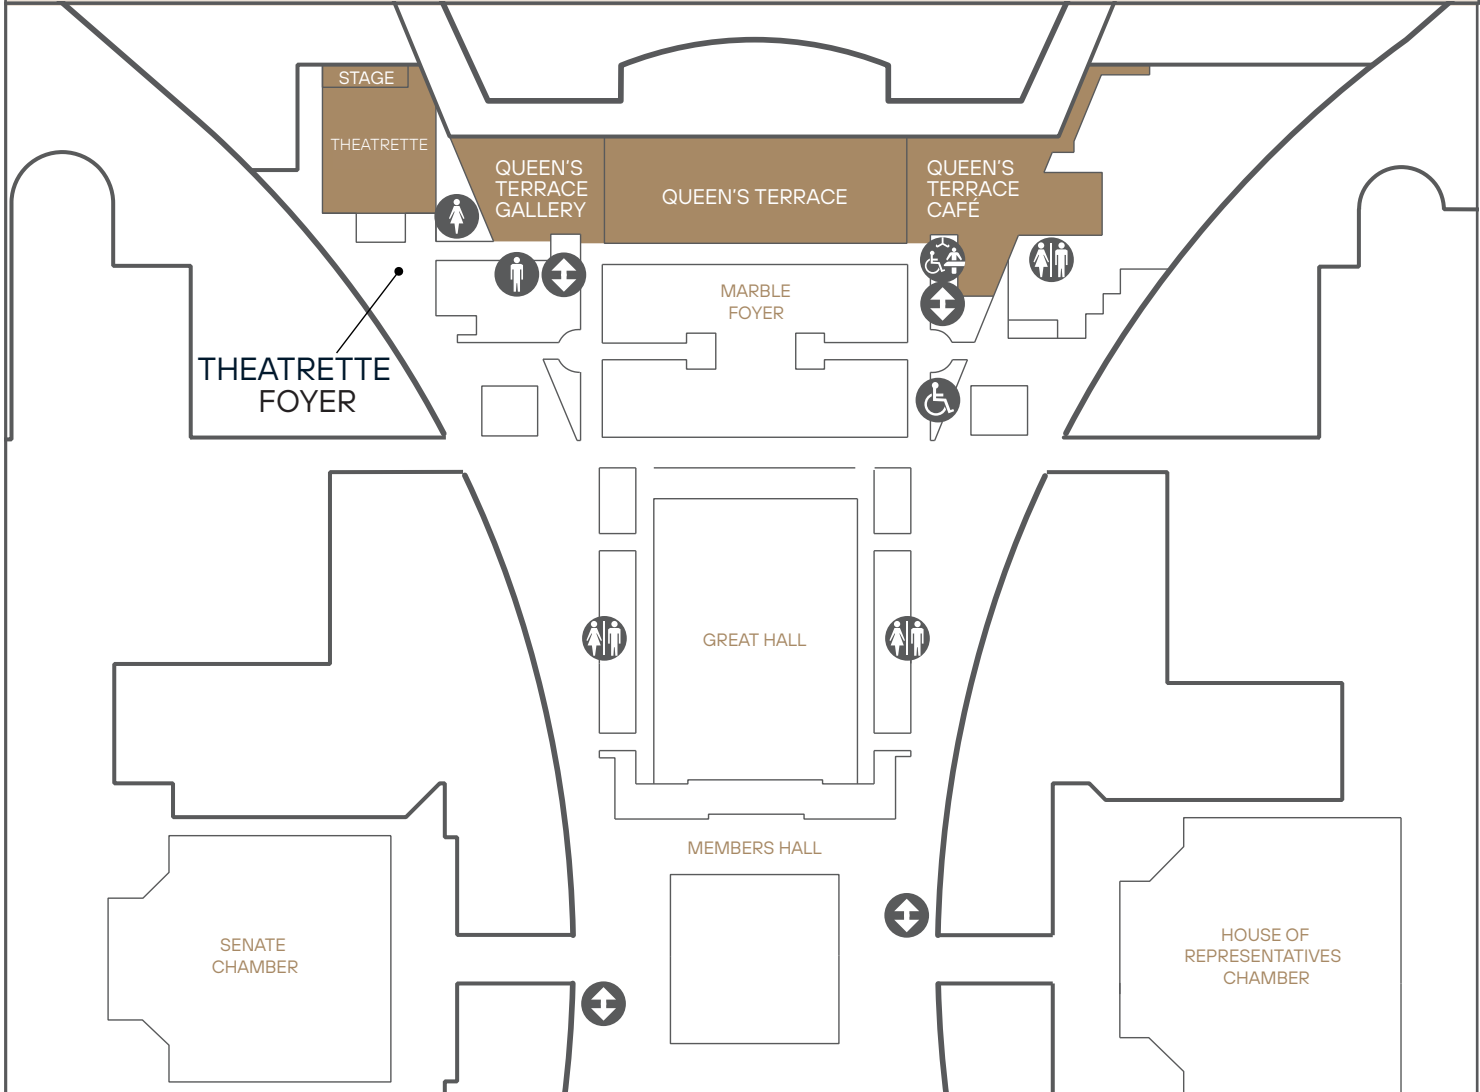 STAGE
THEATRETTE
QUEEN'S
TERRACE
GALLERY
QUEEN'S TERRACE
QUEEN'S
TERRACE
CAFÉ
MARBLE
FOYER
THEATRETTE
FOYER
GREAT HALL
MEMBERS HALL
SENATE
CHAMBER
HOUSE OF
REPRESENTATIVES
CHAMBER